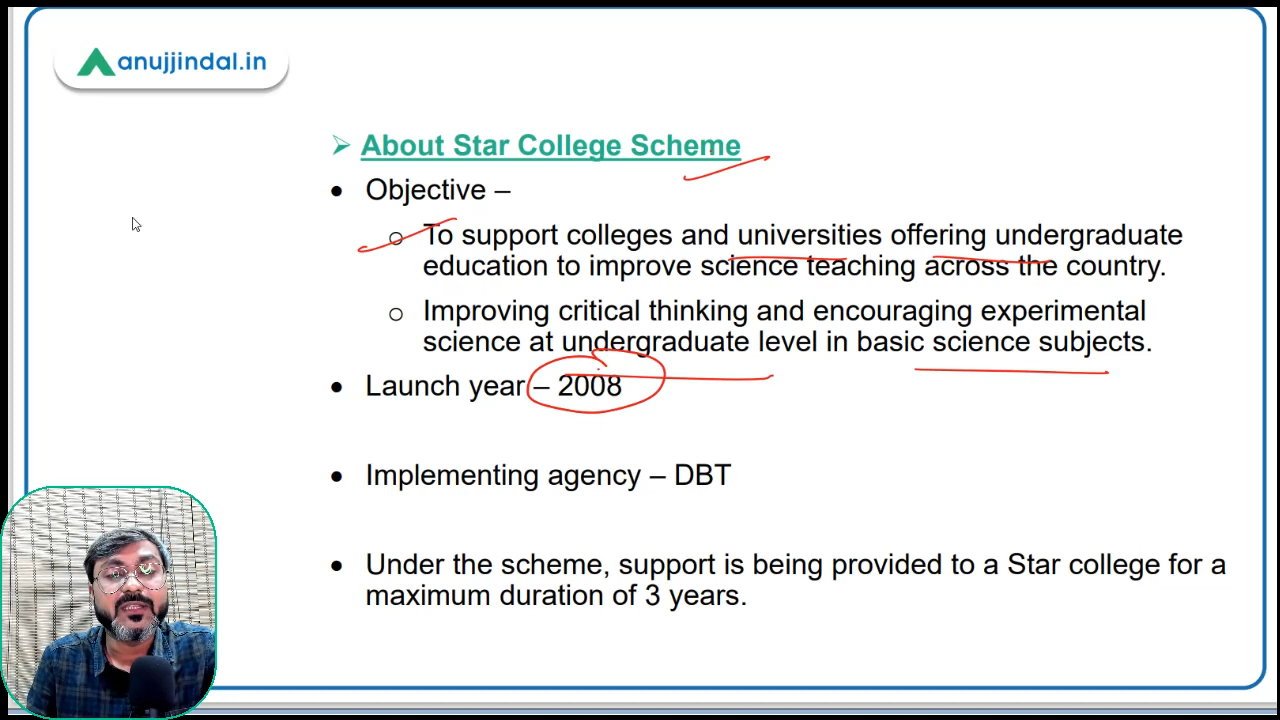 anujjindal.in
➢ About Star College Scheme
• Objective –
o To support colleges and universities offering undergraduate
education to improve science teaching across the country.
o Improving critical thinking and encouraging experimental
science at undergraduate level in basic science subjects.
• Launch year – 2008
• Implementing agency – DBT
• Under the scheme, support is being provided to a Star college for a
maximum duration of 3 years.